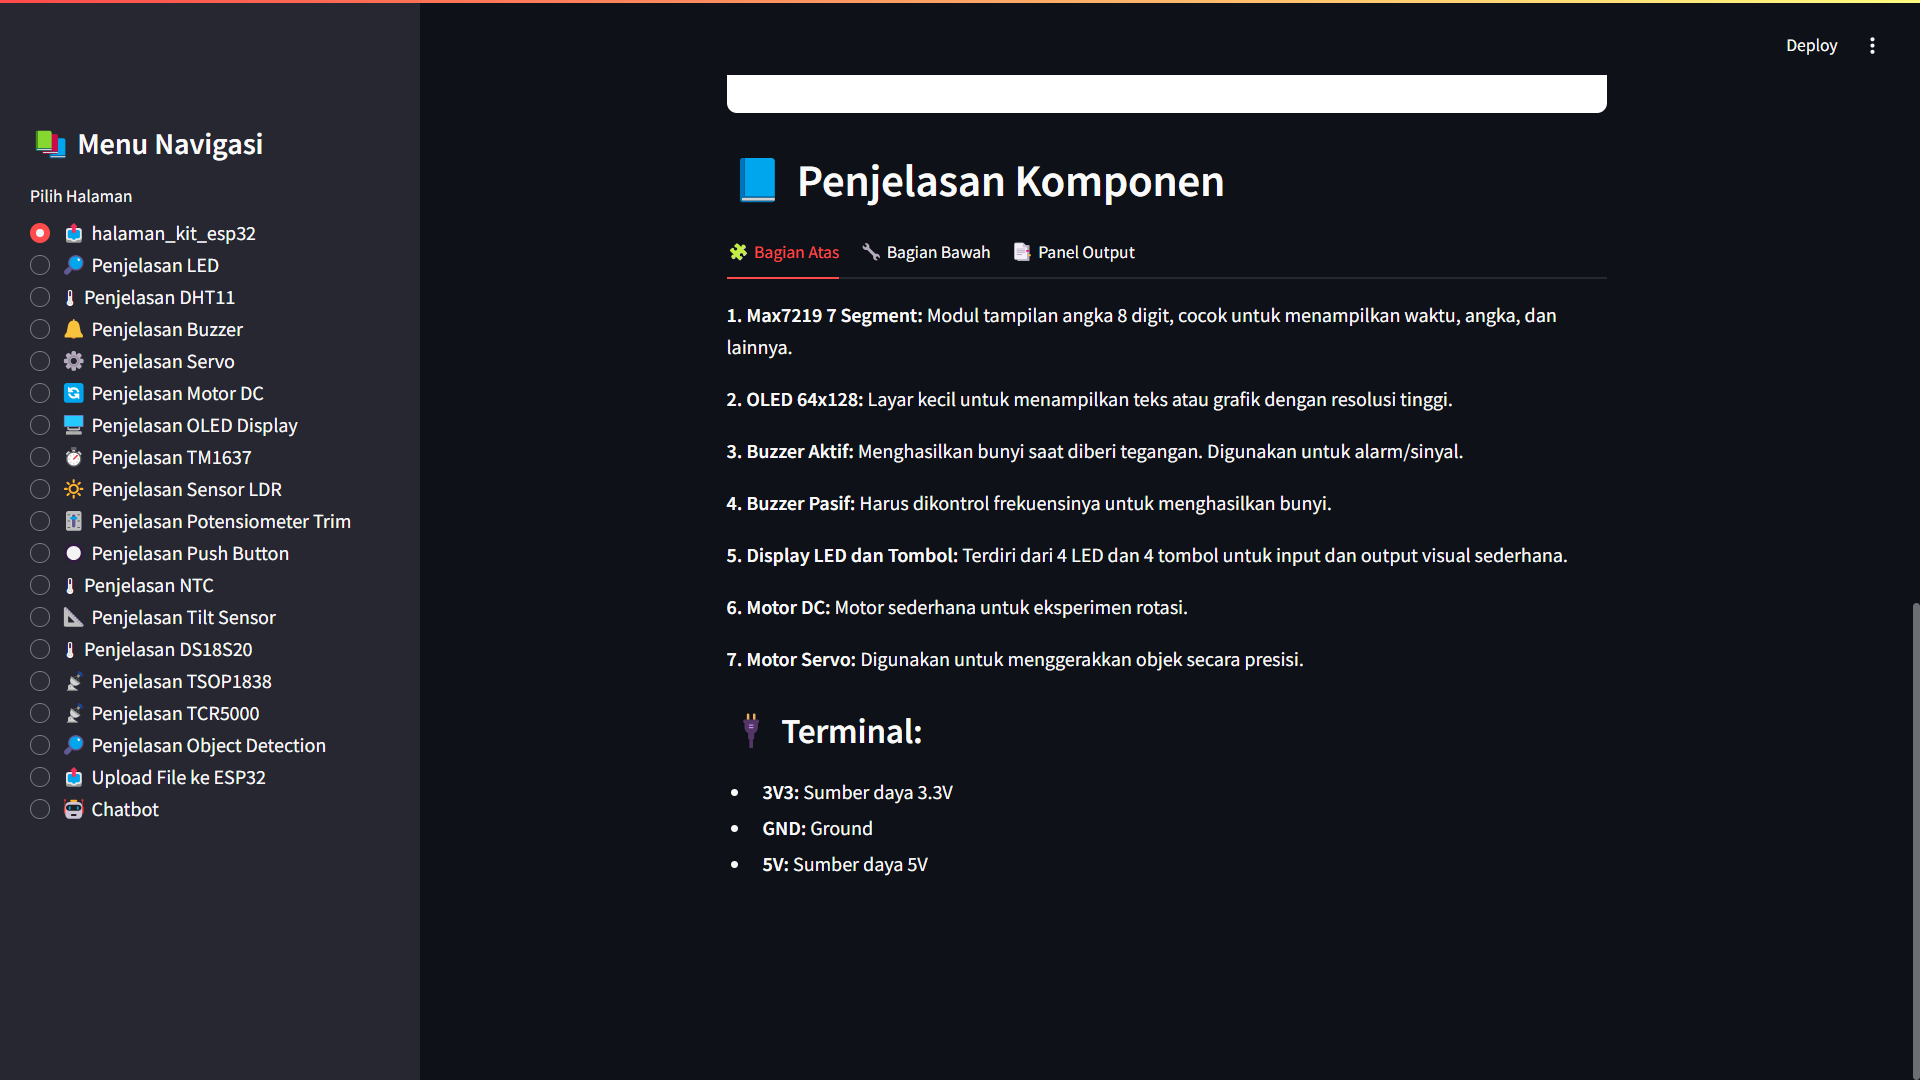 Deploy
Menu Navigasi
Pilih Halaman
halaman_kit_esp32
Penjelasan LED
Penjelasan DHT11
Penjelasan Buzzer
Penjelasan Servo
Penjelasan Motor DC
Penjelasan OLED Display
Penjelasan TM1637
Penjelasan Sensor LDR
Penjelasan Potensiometer Trim
Penjelasan Push Button
Penjelasan NTC
Penjelasan Tilt Sensor
Penjelasan DS18S20
Penjelasan TSOP1838
Penjelasan TCR5000
Penjelasan Object Detection
Upload File ke ESP32
Chatbot
Penjelasan Komponen
Bagian Atas Bagian Bawah Panel Output
1. Max7219 7 Segment: Modul tampilan angka 8 digit, cocok untuk menampilkan waktu, angka, dan
lainnya.
2. OLED 64x128: Layar kecil untuk menampilkan teks atau grafik dengan resolusi tinggi.
3. Buzzer Aktif: Menghasilkan bunyi saat diberi tegangan. Digunakan untuk alarm/sinyal.
4. Buzzer Pasif: Harus dikontrol frekuensinya untuk menghasilkan bunyi.
5. Display LED dan Tombol: Terdiri dari 4 LED dan 4 tombol untuk input dan output visual sederhana.
6. Motor DC: Motor sederhana untuk eksperimen rotasi.
7. Motor Servo: Digunakan untuk menggerakkan objek secara presisi.
Terminal:
• 3V3: Sumber daya 3.3V
• GND: Ground
• 5V: Sumber daya 5V